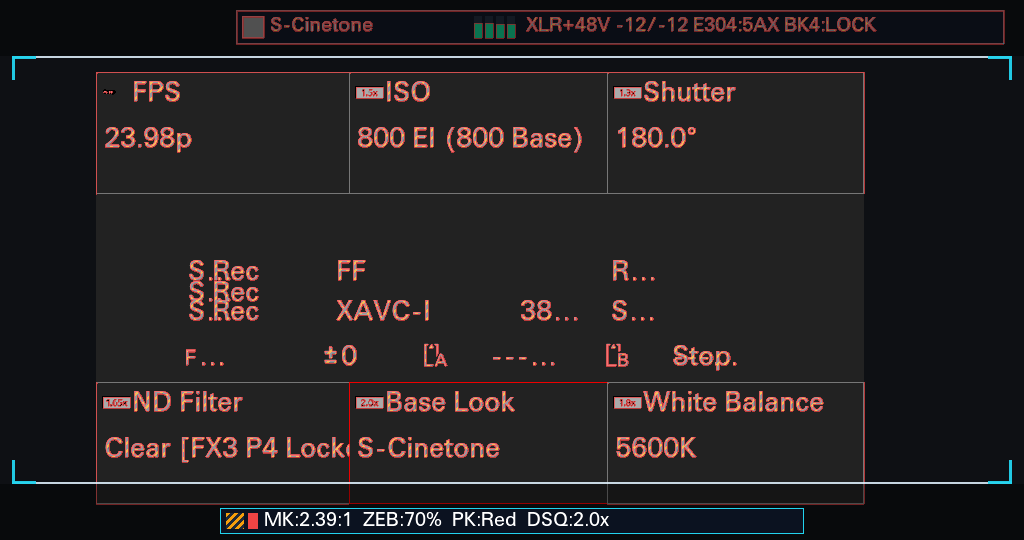 S-Cinetone XLR+48V -12/-12 E304:5AX BK4:LOCK
FPS 1.5x ISO 1.3x Shutter
23.98p 800 EI (800 Base) 180.0°
S.Rec FF R...
S.Rec
S.Rec XAVC-I 38... S...
F... ±0 A ---... B Stop.
1.65x ND Filter 2.0x Base Look 1.8x White Balance
Clear [FX3 P4 Locke S-Cinetone 5600K
MK:2.39:1 ZEB:70% PK:Red DSQ:2.0x